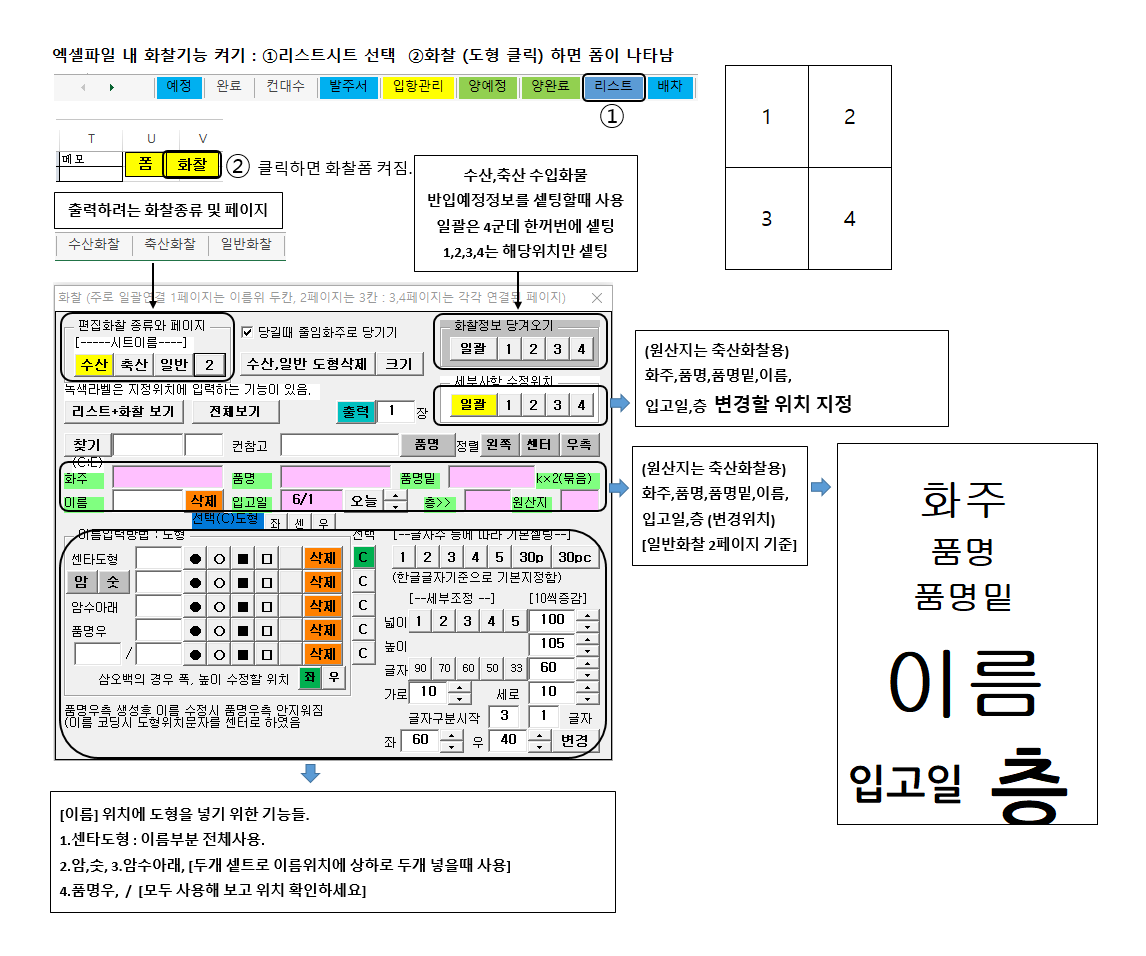 엑셀파일 내 화찰기능 켜기 : ①리스트시트 선택 ②화찰 (도형 클릭) 하면 폼이 나타남
예정 완료 컨대수 발주서 입항관리 양예정 양완료 리스트 배차
①
T U V
메모 폼 화찰 ② 클릭하면 화찰폼 켜짐.
1 2
3 4
수산,축산 수입화물
반입예정정보를 셑팅할때 사용
일괄은 4군데 한꺼번에 셑팅
1,2,3,4는 해당위치만 셑팅
출력하려는 화찰종류 및 페이지
수산화찰 축산화찰 일반화찰
화찰 (주로 일괄연결 1페이지는 이름위 두칸, 2페이지는 3칸 : 3,4페이지는 각각 연결된 페이지)
편집화찰 종류와 페이지
[-----시트이름----]
수산 축산 일반 2
당길때 줄임화주로 당기기
수산,일반 도형삭제 크기
화찰정보 당겨오기
일괄 1 2 3 4
녹색라벨은 지정위치에 입력하는 기능이 있음.
리스트+화찰 보기 전체보기 출력 1 장
세부사항 수정위치
일괄 1 2 3 4
(원산지는 축산화찰용)
화주,품명,품명밑,이름,
입고일,층 변경할 위치 지정
찾기 컨참고 품명 정렬 왼쪽 센터 우측
(C:E)
화주 품명 품명밑 k×2(묶음)
이름 삭제 입고일 6/1 오늘 층>> 원산지
선택(C)도형 좌 센 우
(원산지는 축산화찰용)
화주,품명,품명밑,이름,
입고일,층 (변경위치)
[일반화찰 2페이지 기준]
화주
품명
품명밑
이름
입고일 층
이름입력방법 : 도형 선택
센타도형 ● ○ ■ □ 삭제 C
암 숫 ● ○ ■ □ 삭제 C
암수아래 ● ○ ■ □ 삭제 C
품명우 ● ○ ■ □ 삭제 C
/ ● ○ ■ □ 삭제 C
삼오백의 경우 폭, 높이 수정할 위치 좌 우
품명우측 생성후 이름 수정시 품명우측 안지워짐
(이름 코딩시 도형위치문자를 센터로 하였음
[--글자수 등에 따라 기본셑팅--]
1 2 3 4 5 30p 30pc
(한글글자기준으로 기본지정함)
[--세부조정 --] [10씩증감]
넓이 1 2 3 4 5 100
높이 105
글자 90 70 60 50 33 60
가로 10 세로 10
글자구분시작 3 1 글자
좌 60 우 40 변경
[이름] 위치에 도형을 넣기 위한 기능들.
1.센타도형 : 이름부분 전체사용.
2.암,숫, 3.암수아래, [두개 셑트로 이름위치에 상하로 두개 넣을때 사용]
4.품명우, / [모두 사용해 보고 위치 확인하세요]